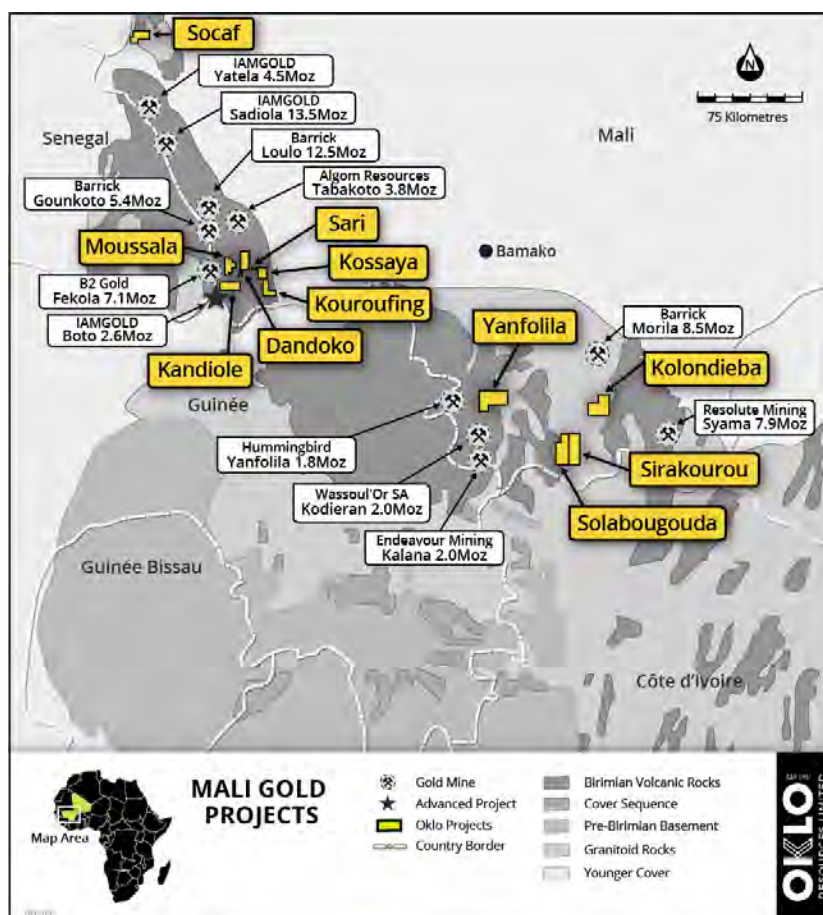 Socaf
IAMGOLD
Yatela 4.5Moz
IAMGOLD
Sadiola 13.5Moz
N
75 Kilometres
Senegal
Mali
Barrick
Loulo 12.5Moz
Algom Resources
Tabakoto 3.8Moz
Barrick
Gounkoto 5.4Moz
Sari
Moussala
Kossaya
Bamako
B2 Gold
Fekola 7.1Moz
Kouroufing
IAMGOLD
Boto 2.6Moz
Dandoko
Kandiole
Yanfolila
Barrick
Morila 8.5Moz
Kolondieba
Guinée
Resolute Mining
Syama 7.9Moz
Hummingbird
Yanfolila 1.8Moz
Sirakourou
Wassoul'Or SA
Kodieran 2.0Moz
Solabougouda
Endeavour Mining
Kalana 2.0Moz
Guinée Bissau
Côte d'Ivoire
Map Area
MALI GOLD
PROJECTS
Gold Mine
Advanced Project
Oklo Projects
Country Border
Birimian Volcanic Rocks
Cover Sequence
Pre-Birimian Basement
Granitoid Rocks
Younger Cover
OKLO
RESOURCES LIMITED